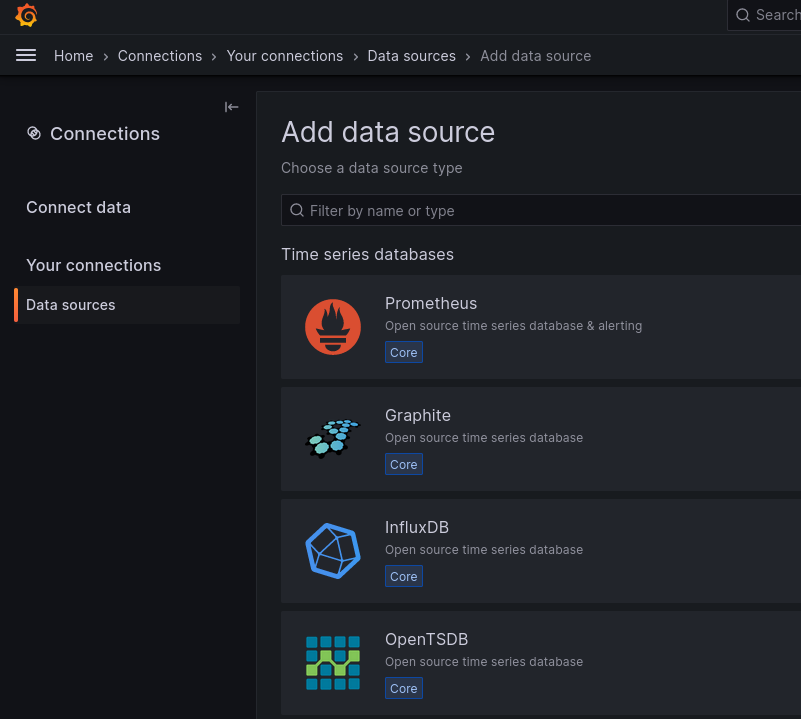 Search
Home › Connections › Your connections › Data sources › Add data source
Connections
Connect data
Your connections
Data sources
Add data source
Choose a data source type
Filter by name or type
Time series databases
Prometheus
Open source time series database & alerting
Core
Graphite
Open source time series database
Core
InfluxDB
Open source time series database
Core
OpenTSDB
Open source time series database
Core